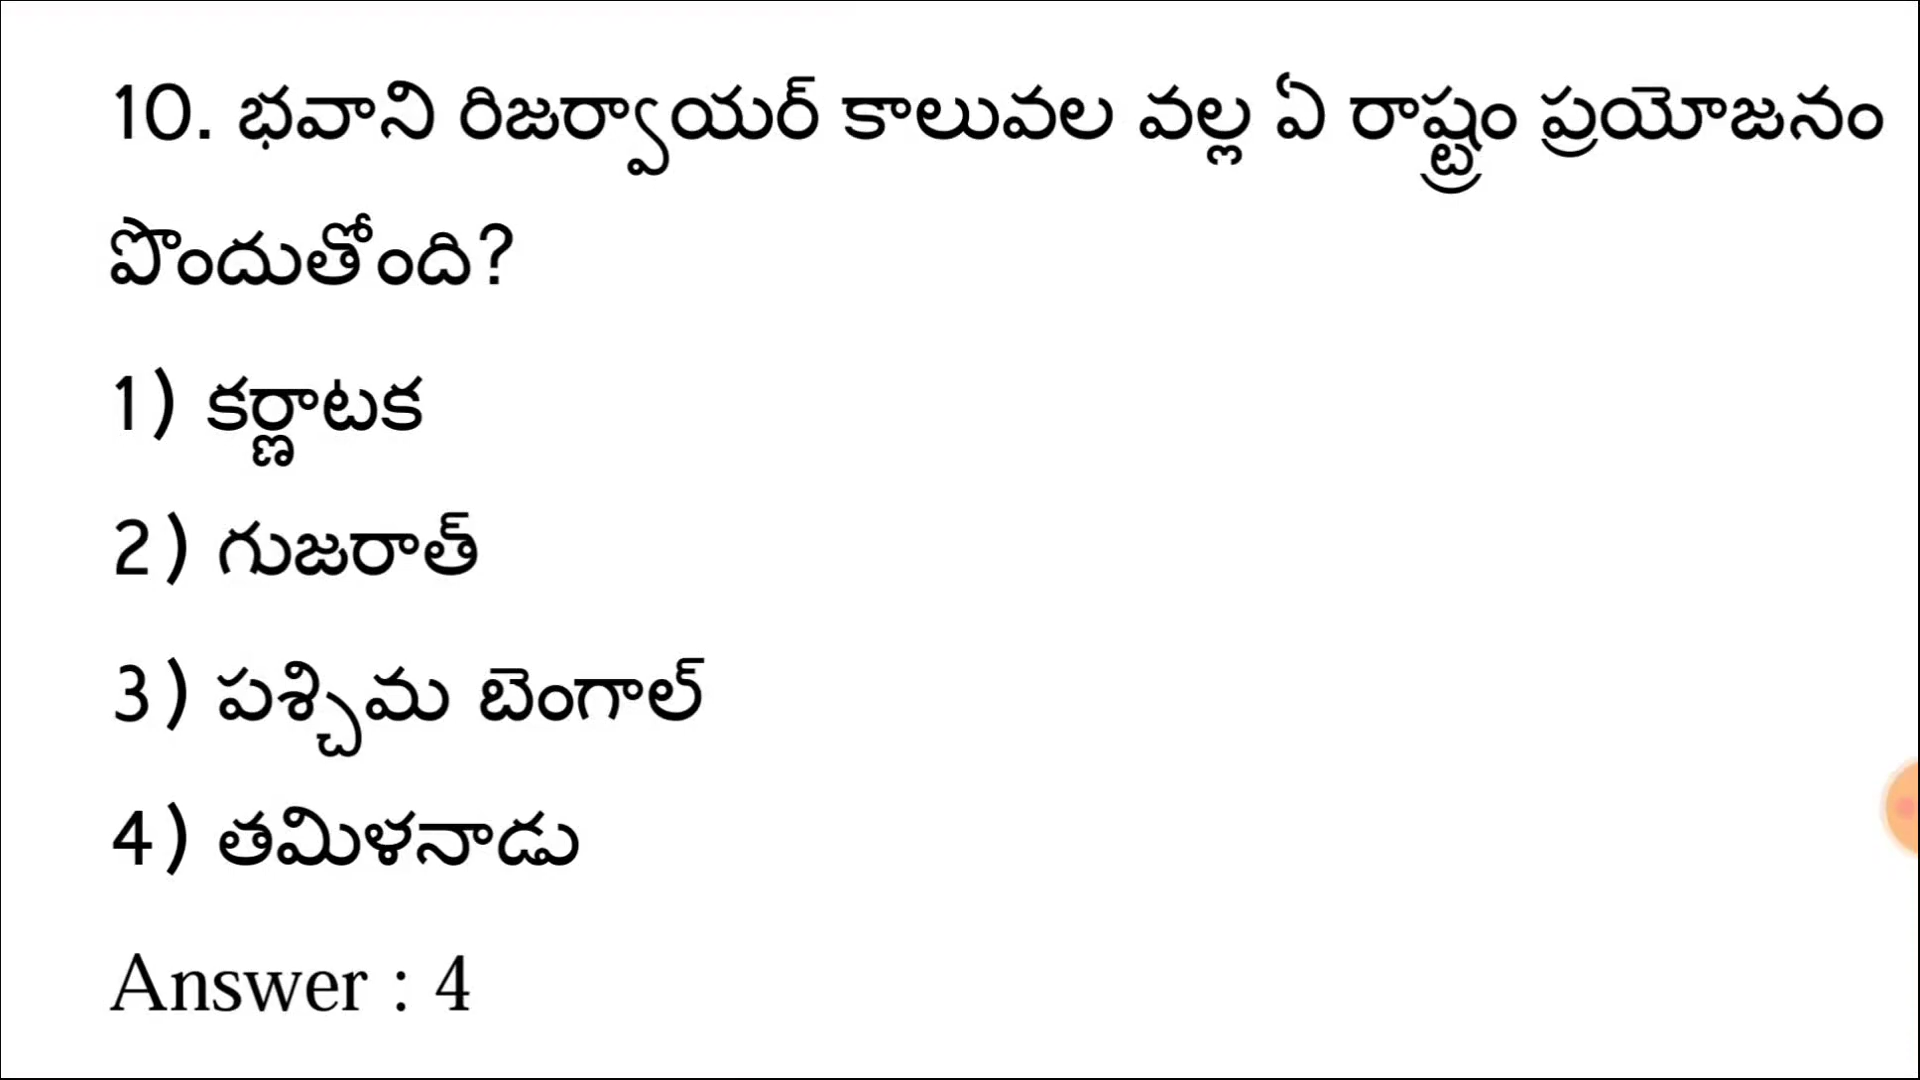 10. భవాని రిజర్వాయర్ కాలువల వల్ల ఏ రాష్ట్రం ప్రయోజనం
పొందుతోంది?
1) కర్ణాటక
2) గుజరాత్
3) పశ్చిమ బెంగాల్
4) తమిళనాడు
Answer : 4